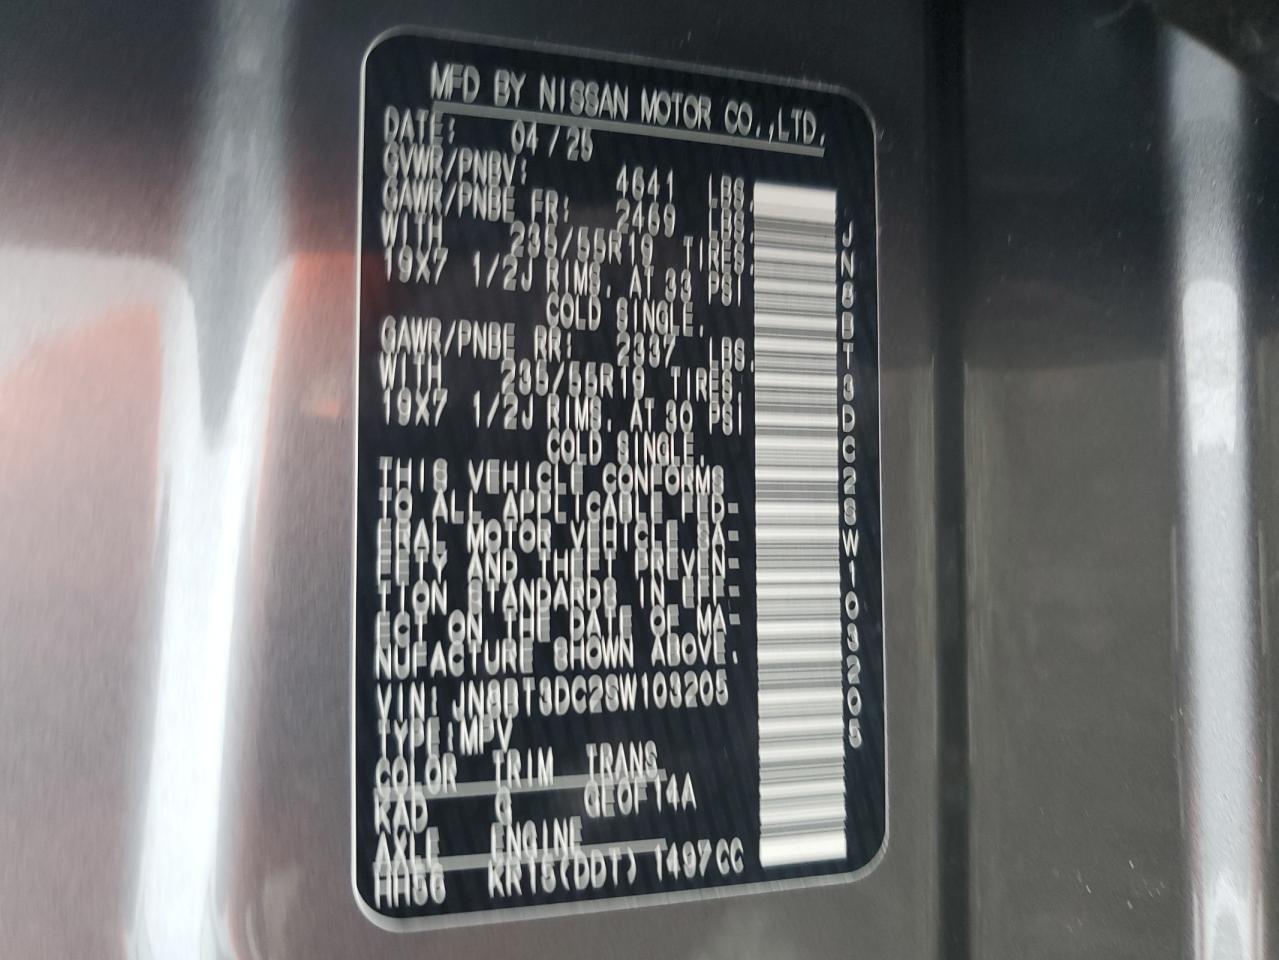 MFD BY NISSAN MOTOR CO.,LTD.
DATE: 04/25
GVWR/PNBV: 4641 LBS.
GAWR/PNBE FR: 2469 LBS.
WITH 235/55R19 TIRES,
19X7 1/2J RIMS, AT 33 PSI
COLD SINGLE.
GAWR/PNBE RR: 2337 LBS.
WITH 235/55R19 TIRES,
19X7 1/2J RIMS, AT 30 PSI
COLD SINGLE.
THIS VEHICLE CONFORMS
TO ALL APPLICABLE FED-
ERAL MOTOR VEHICLE SA-
FETY AND THEFT PREVEN-
TION STANDARDS IN EFF-
ECT ON THE DATE OF MA-
NUFACTURE SHOWN ABOVE.
VIN: JN8BT3DC2SW103205
TYPE:MPV
COLOR TRIM TRANS
KAD G GE0F14A
AXLE ENGINE
HH56 KR15(DDT) 1497CC
JN8BT3DC2SW103205